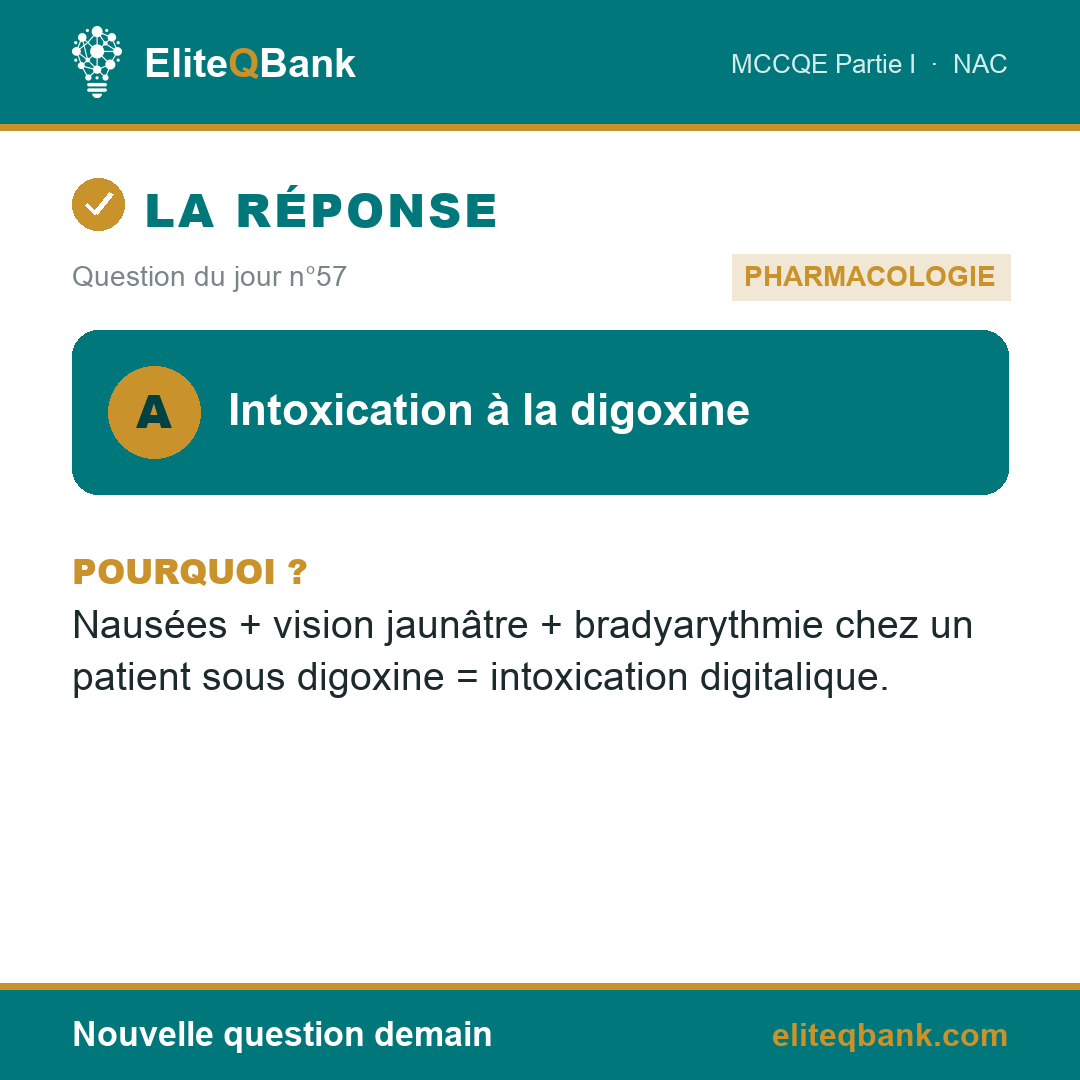 EliteQBank
MCCQE Partie I · NAC
LA RÉPONSE
Question du jour n°57
PHARMACOLOGIE
A
Intoxication à la digoxine
POURQUOI ?
Nausées + vision jaunâtre + bradyarythmie chez un
patient sous digoxine = intoxication digitalique.
Nouvelle question demain
eliteqbank.com